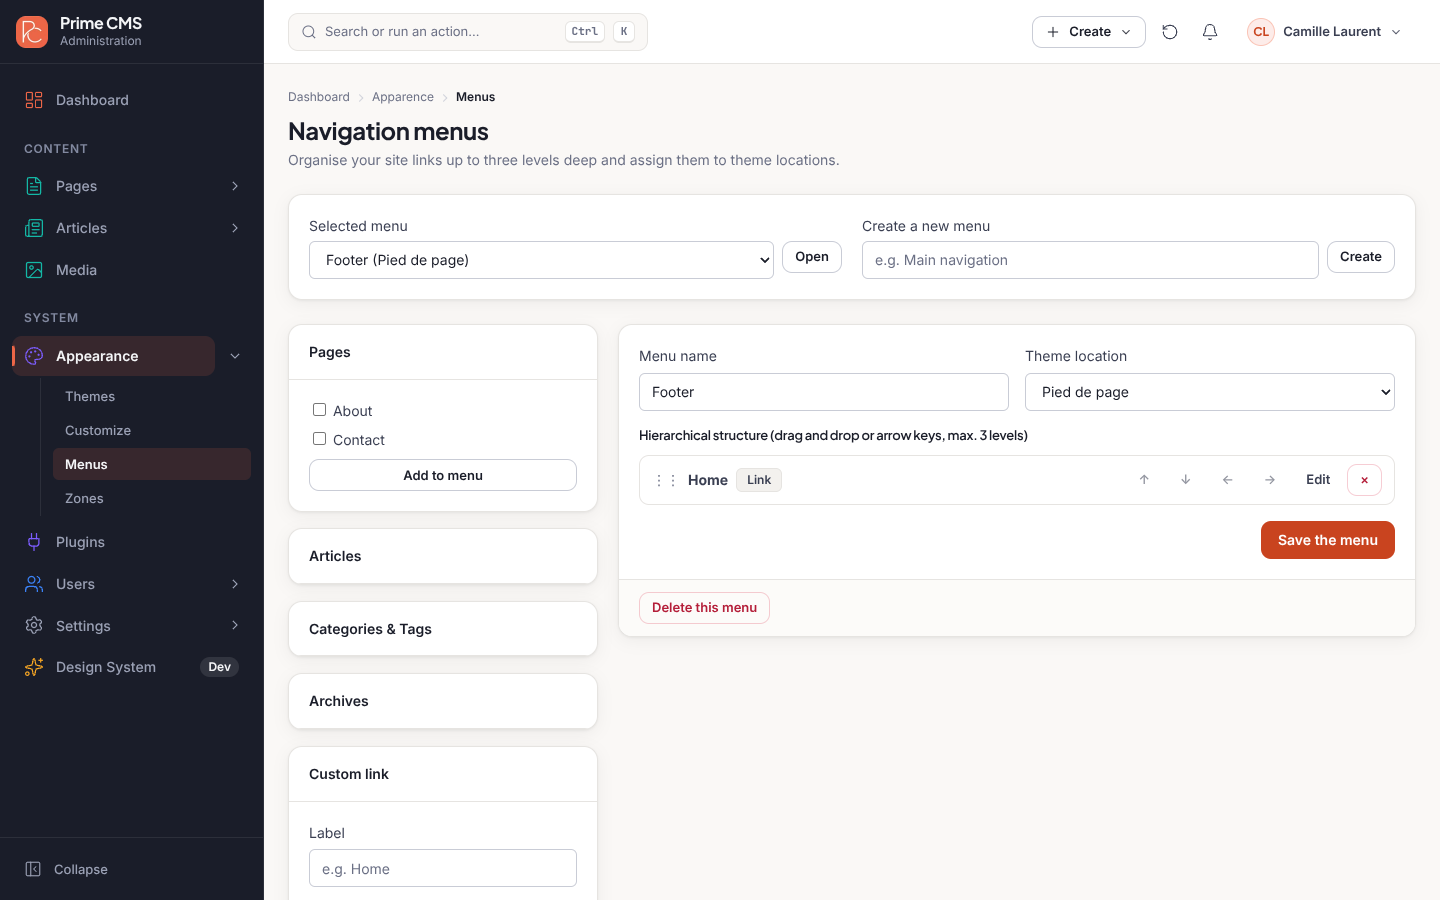 Prime CMS
Administration
Search or run an action...
Ctrl K
Create
CL
Camille Laurent
Dashboard
CONTENT
Pages
Articles
Media
SYSTEM
Appearance
Themes
Customize
Menus
Zones
Plugins
Users
Settings
Design System Dev
Collapse
Dashboard Apparence Menus
Navigation menus
Organise your site links up to three levels deep and assign them to theme locations.
Selected menu
Footer (Pied de page)
Open
Create a new menu
e.g. Main navigation
Create
Pages
About
Contact
Add to menu
Articles
Categories & Tags
Archives
Custom link
Label
e.g. Home
Menu name
Footer
Theme location
Pied de page
Hierarchical structure (drag and drop or arrow keys, max. 3 levels)
Home Link ↑ ↓ ← → Edit ×
Save the menu
Delete this menu